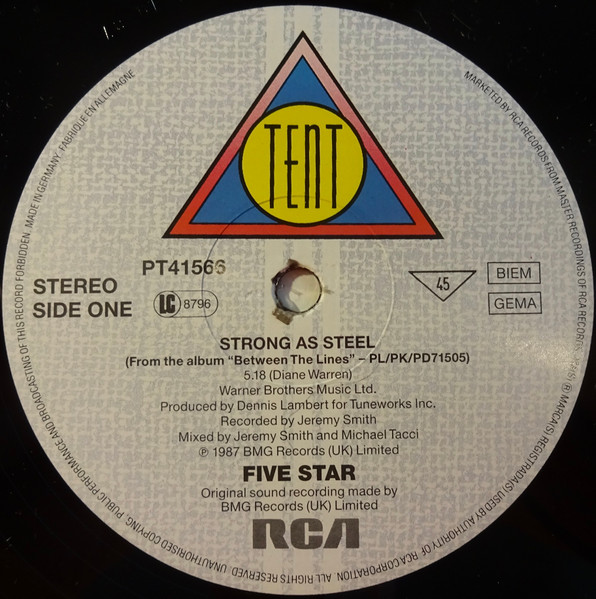 TENT
PT41566
STEREO
SIDE ONE
LC 8796
45
BIEM
GEMA
STRONG AS STEEL
(From the album “Between The Lines” – PL/PK/PD71505)
5.18 (Diane Warren)
Warner Brothers Music Ltd.
Produced by Dennis Lambert for Tuneworks Inc.
Recorded by Jeremy Smith
Mixed by Jeremy Smith and Michael Tacci
℗ 1987 BMG Records (UK) Limited
FIVE STAR
Original sound recording made by
BMG Records (UK) Limited
RCA
MARKETED BY RCA RECORDS FROM MASTER RECORDINGS OF RCA RECORDS ® MARCA(S) REGISTRADA(S) USED BY AUTHORITY OF RCA CORPORATION. ALL RIGHTS RESERVED. UNAUTHORISED COPYING, PUBLIC PERFORMANCE AND BROADCASTING OF THIS RECORD FORBIDDEN. MADE IN GERMANY. FABRIQUE EN ALLEMAGNE